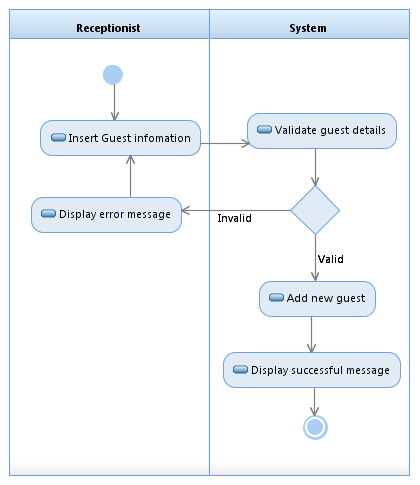 Receptionist
System
Insert Guest infomation
Validate guest details
Display error message
Invalid
Valid
Add new guest
Display successful message